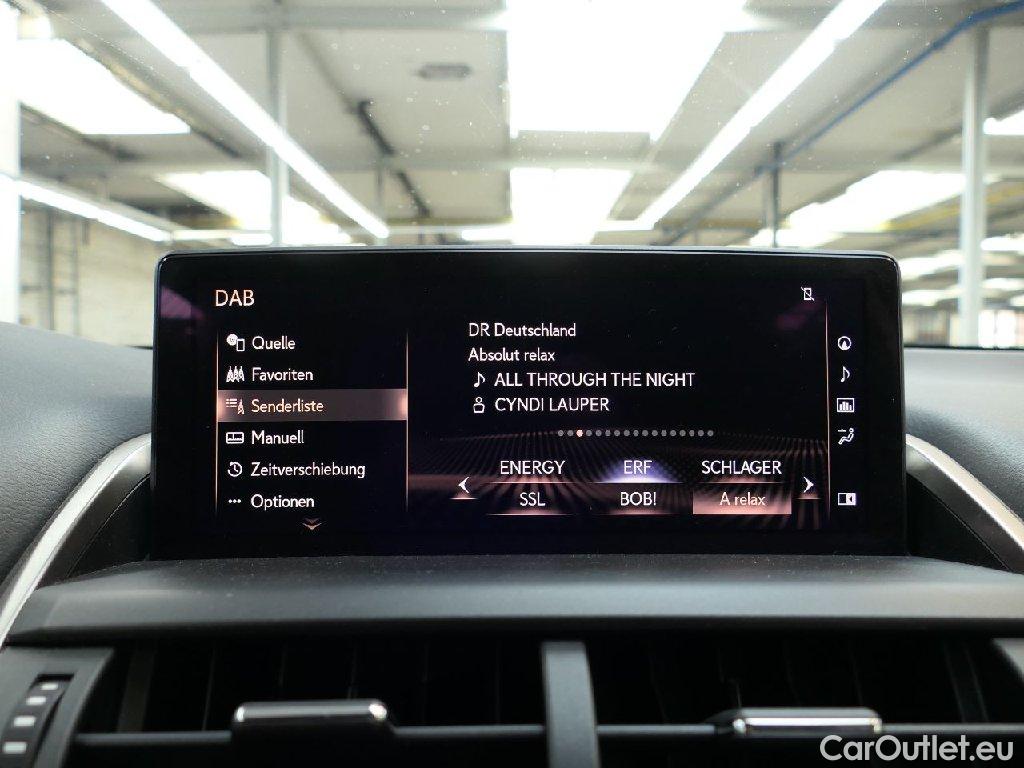 DAB
Quelle
Favoriten
Senderliste
Manuell
Zeitverschiebung
Optionen
DR Deutschland
Absolut relax
ALL THROUGH THE NIGHT
CYNDI LAUPER
ENERGY ERF SCHLAGER
SSL BOB! A relax
CarOutlet.eu